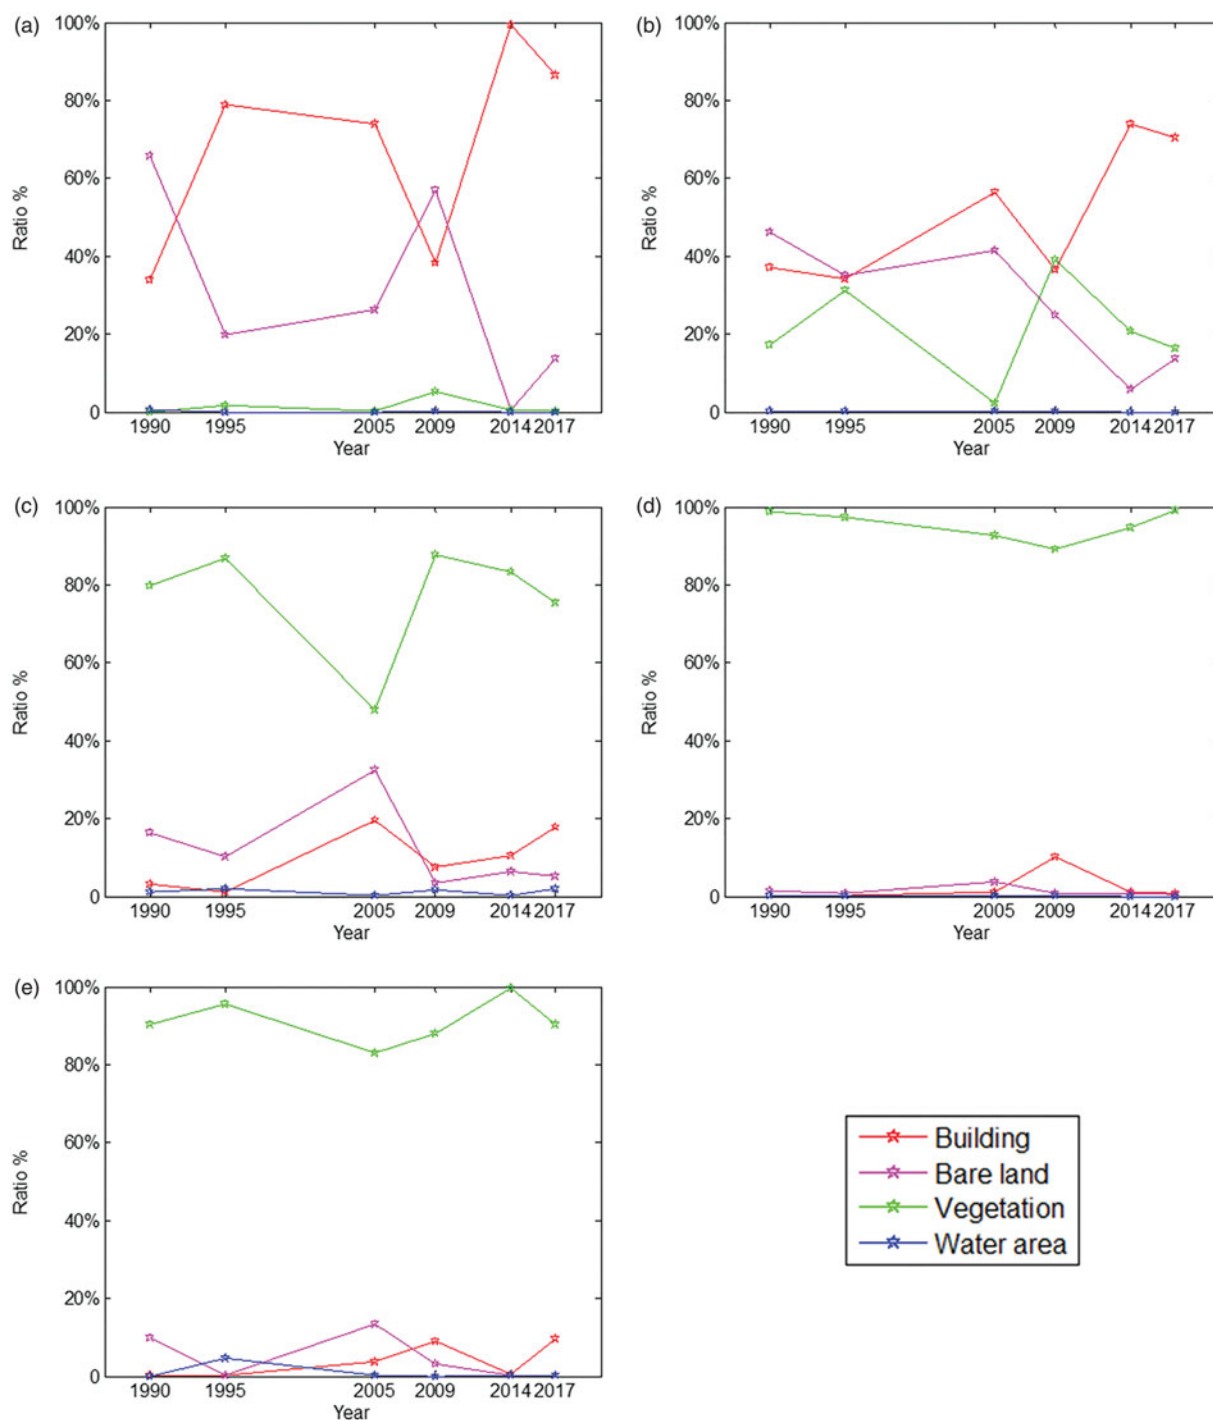 (a)
100%
80%
60%
40%
20%
0
Ratio %
1990 1995 2005 2009 2014 2017
Year
(b)
100%
80%
60%
40%
20%
0
Ratio %
1990 1995 2005 2009 2014 2017
Year
(c)
100%
80%
60%
40%
20%
0
Ratio %
1990 1995 2005 2009 2014 2017
Year
(d)
100%
80%
60%
40%
20%
0
Ratio %
1990 1995 2005 2009 2014 2017
Year
(e)
100%
80%
60%
40%
20%
0
Ratio %
1990 1995 2005 2009 2014 2017
Year
Building
Bare land
Vegetation
Water area